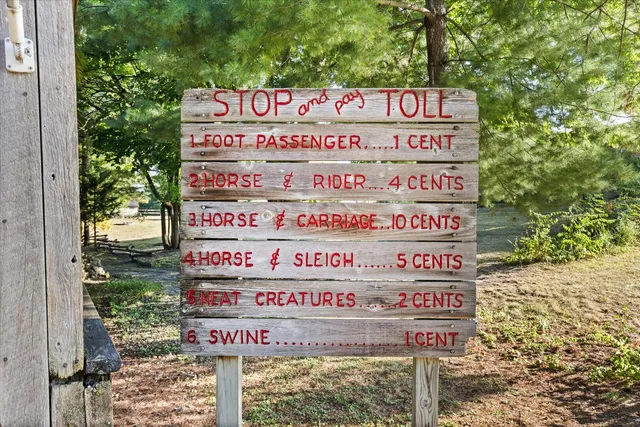 STOP and pay TOLL
1. FOOT PASSENGER.....1 CENT
2. HORSE & RIDER....4 CENTS
3. HORSE & CARRIAGE..10 CENTS
4. HORSE & SLEIGH......5 CENTS
5. NEAT CREATURES......2 CENTS
6. SWINE..................1 CENT